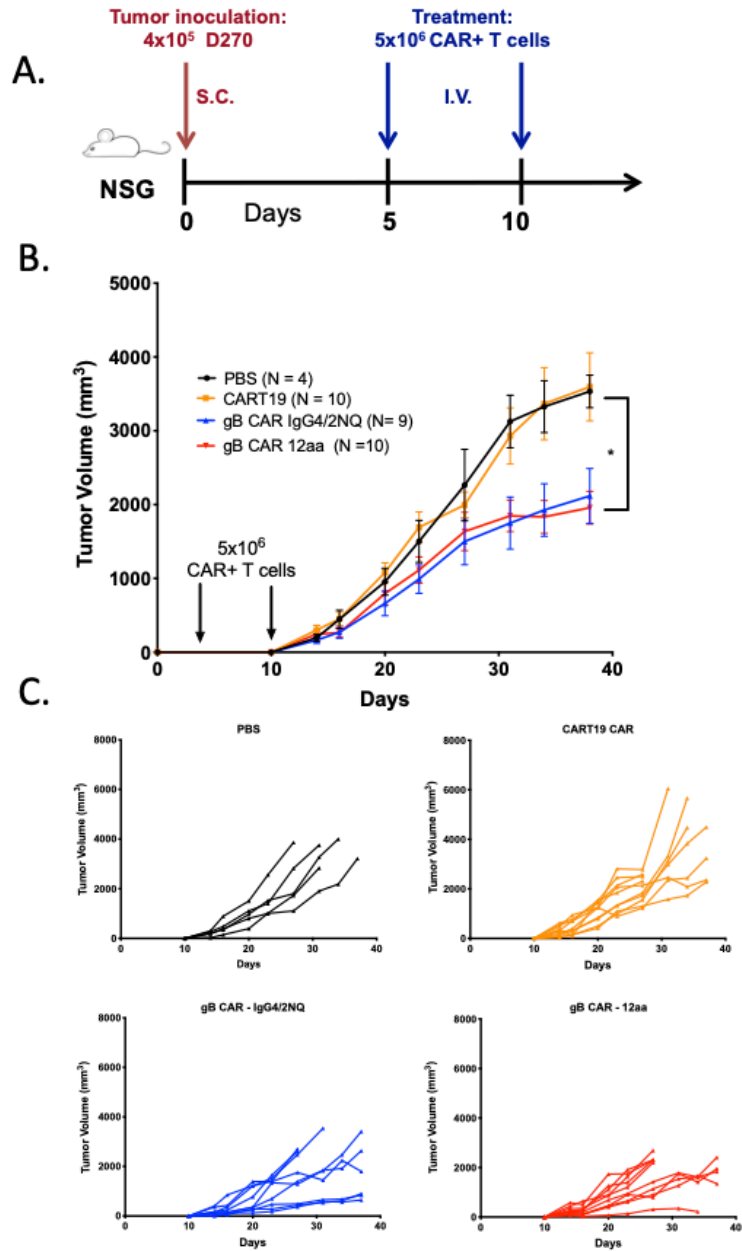 Tumor inoculation:
4x10⁵ D270
Treatment:
5x10⁶ CAR+ T cells
A.
S.C.
I.V.
NSG
0
Days
5
10
B.
5000
4000
3000
2000
1000
0
Tumor Volume (mm³)
PBS (N = 4)
CART19 (N = 10)
gB CAR IgG4/2NQ (N= 9)
gB CAR 12aa (N =10)
*
5x10⁶
CAR+ T cells
0
10
20
30
40
Days
C.
PBS
8000
6000
4000
2000
0
Tumor Volume (mm³)
0
10
20
30
40
Days
CART19 CAR
8000
6000
4000
2000
0
Tumor Volume (mm³)
0
10
20
30
40
Days
gB CAR - IgG4/2NQ
8000
6000
4000
2000
0
Tumor Volume (mm³)
0
10
20
30
40
Days
gB CAR - 12aa
8000
6000
4000
2000
0
Tumor Volume (mm³)
0
10
20
30
40
Days